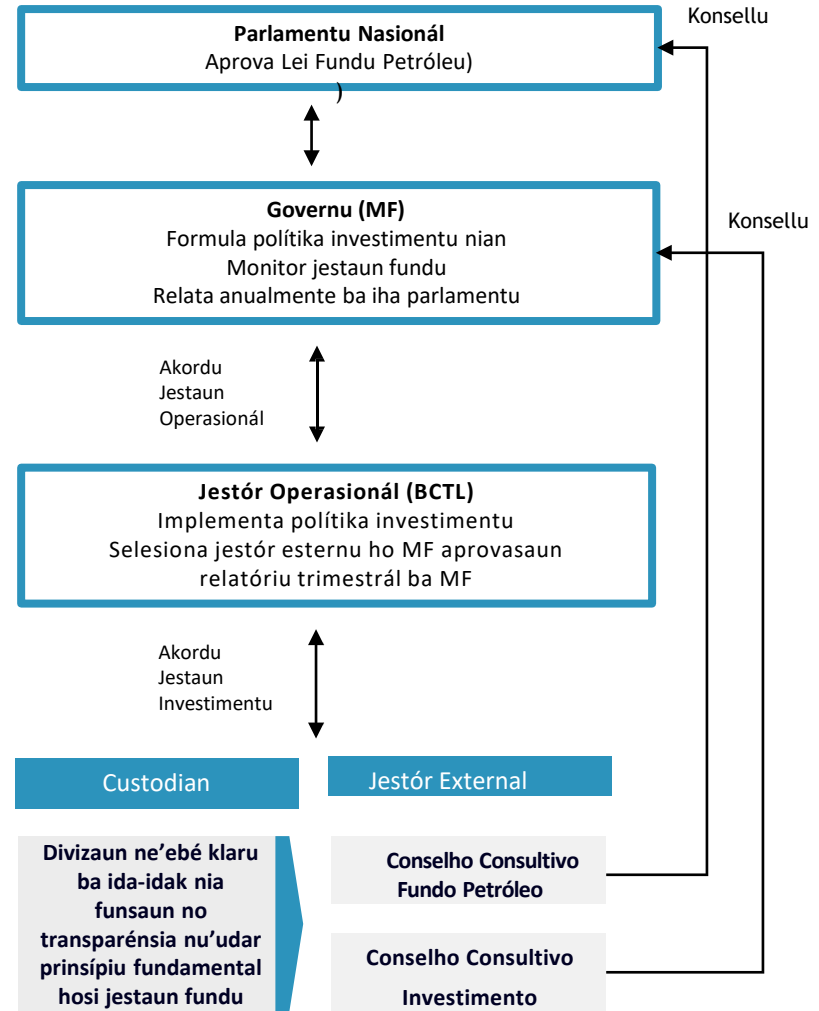 Konsellu
Parlamentu Nasionál
Aprova Lei Fundu Petróleu)
)
Governu (MF)
Formula polítika investimentu nian
Monitor jestaun fundu
Relata anualmente ba iha parlamentu
Konsellu
Akordu
Jestaun
Operasionál
Jestór Operasionál (BCTL)
Implementa polítika investimentu
Selesiona jestór esternu ho MF aprovasaun
relatóriu trimestrál ba MF
Akordu
Jestaun
Investimentu
Custodian
Jestór External
Divizaun ne’ebé klaru
ba ida-idak nia
funsaun no
transparénsia nu’udar
prinsípiu fundamental
hosi jestaun fundu
Conselho Consultivo
Fundo Petróleo
Conselho Consultivo
Investimento